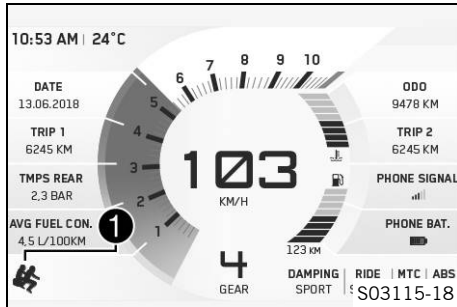 10:53 AM 24°C
DATE
13.06.2018
TRIP 1
6245 KM
TMPS REAR
2,3 BAR
AVG FUEL CON.
4,5 L/100KM
1
1
2
3
4
5
6
7
8
9
10
103
KM/H
4
GEAR
123 KM
ODO
9478 KM
TRIP 2
6245 KM
PHONE SIGNAL
PHONE BAT.
DAMPING RIDE MTC ABS
SPORT S
S03115-18